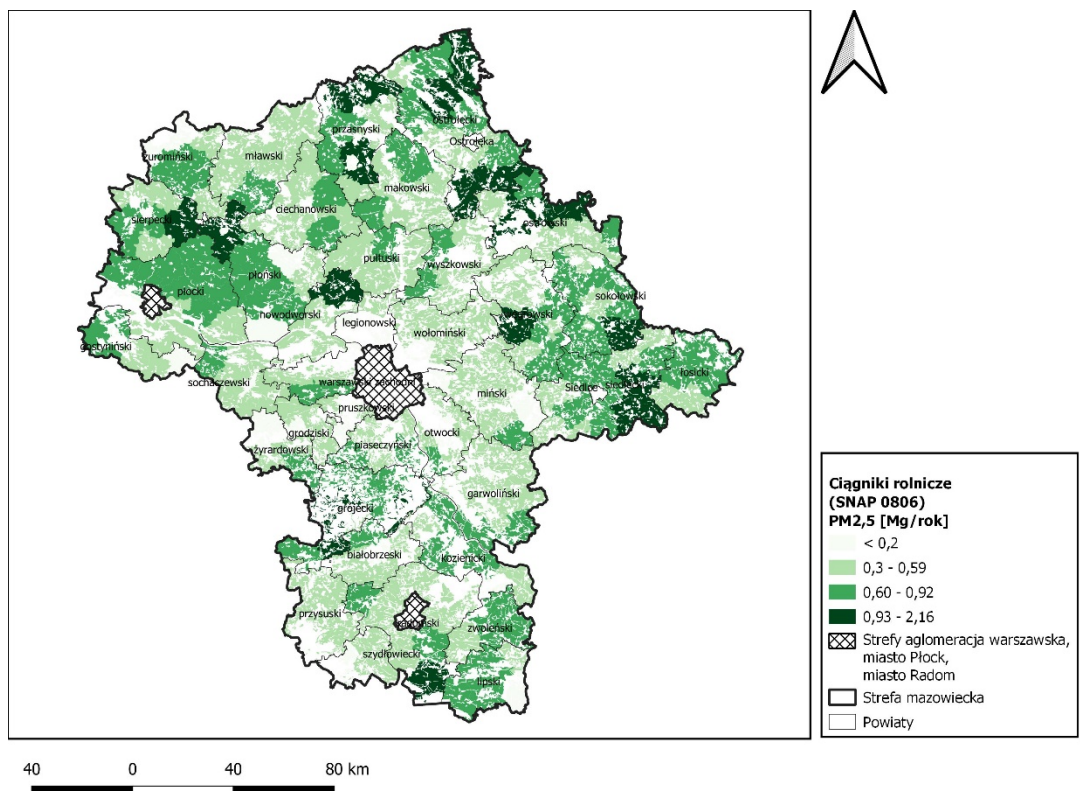 przasnyski
ostrołęcki
Ostrołęka
żuromiński
mławski
makowski
ciechanowski
sierpecki
ostrowski
pułtuski
wyszkowski
płoński
płocki
sokołowski
nowodworski
legionowski
węgrowski
wołomiński
gostyniński
sochaczewski
warszawski zachodni
miński
Siedlce
siedlecki
łosicki
pruszkowski
grodziski
otwocki
żyrardowski
piaseczyński
garwoliński
grojecki
białobrzeski
kozienicki
przysuski
radomski
zwoleński
szydłowiecki
lipski
Ciągniki rolnicze
(SNAP 0806)
PM2,5 [Mg/rok]
< 0,2
0,3 - 0,59
0,60 - 0,92
0,93 - 2,16
Strefy aglomeracja warszawska,
miasto Płock,
miasto Radom
Strefa mazowiecka
Powiaty
40 0 40 80 km